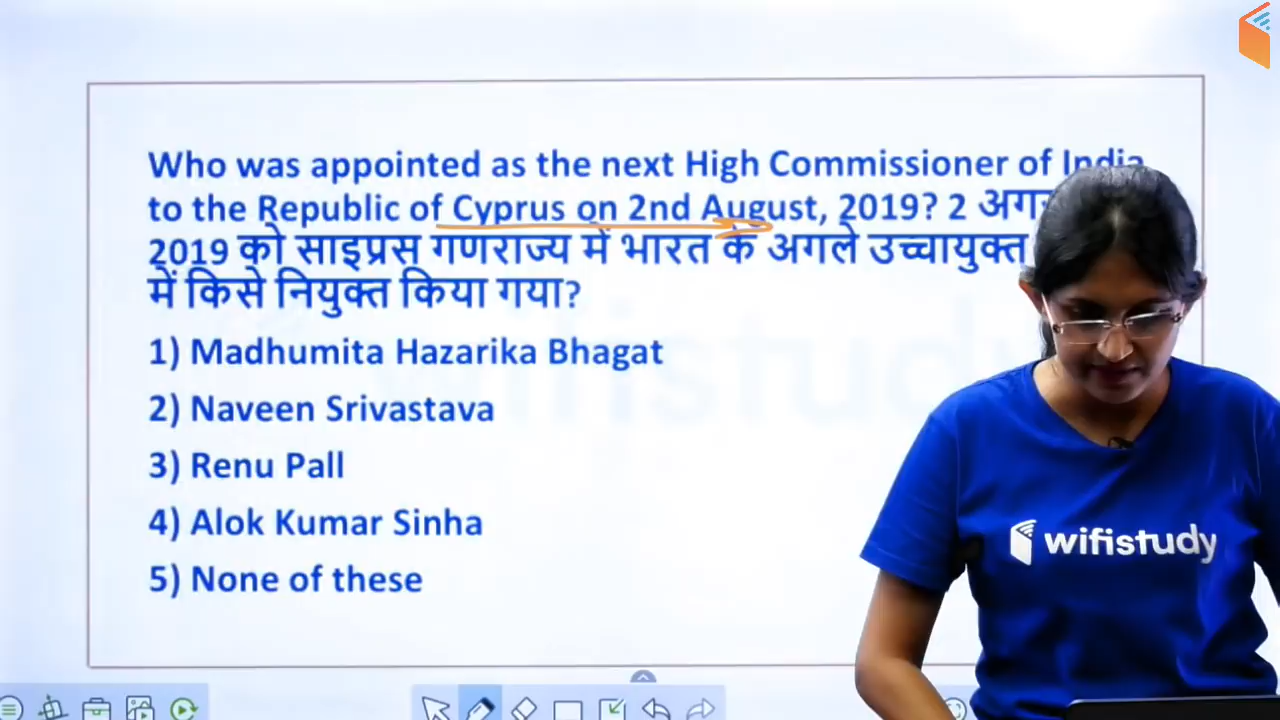 Who was appointed as the next High Commissioner of India
to the Republic of Cyprus on 2nd August, 2019? 2
2019 को साइप्रस गणराज्य में भारत के अगले उच्चायुक्त
में किसे नियुक्त किया गया?
1) Madhumita Hazarika Bhagat
2) Naveen Srivastava
3) Renu Pall
4) Alok Kumar Sinha
5) None of these
wifistudy